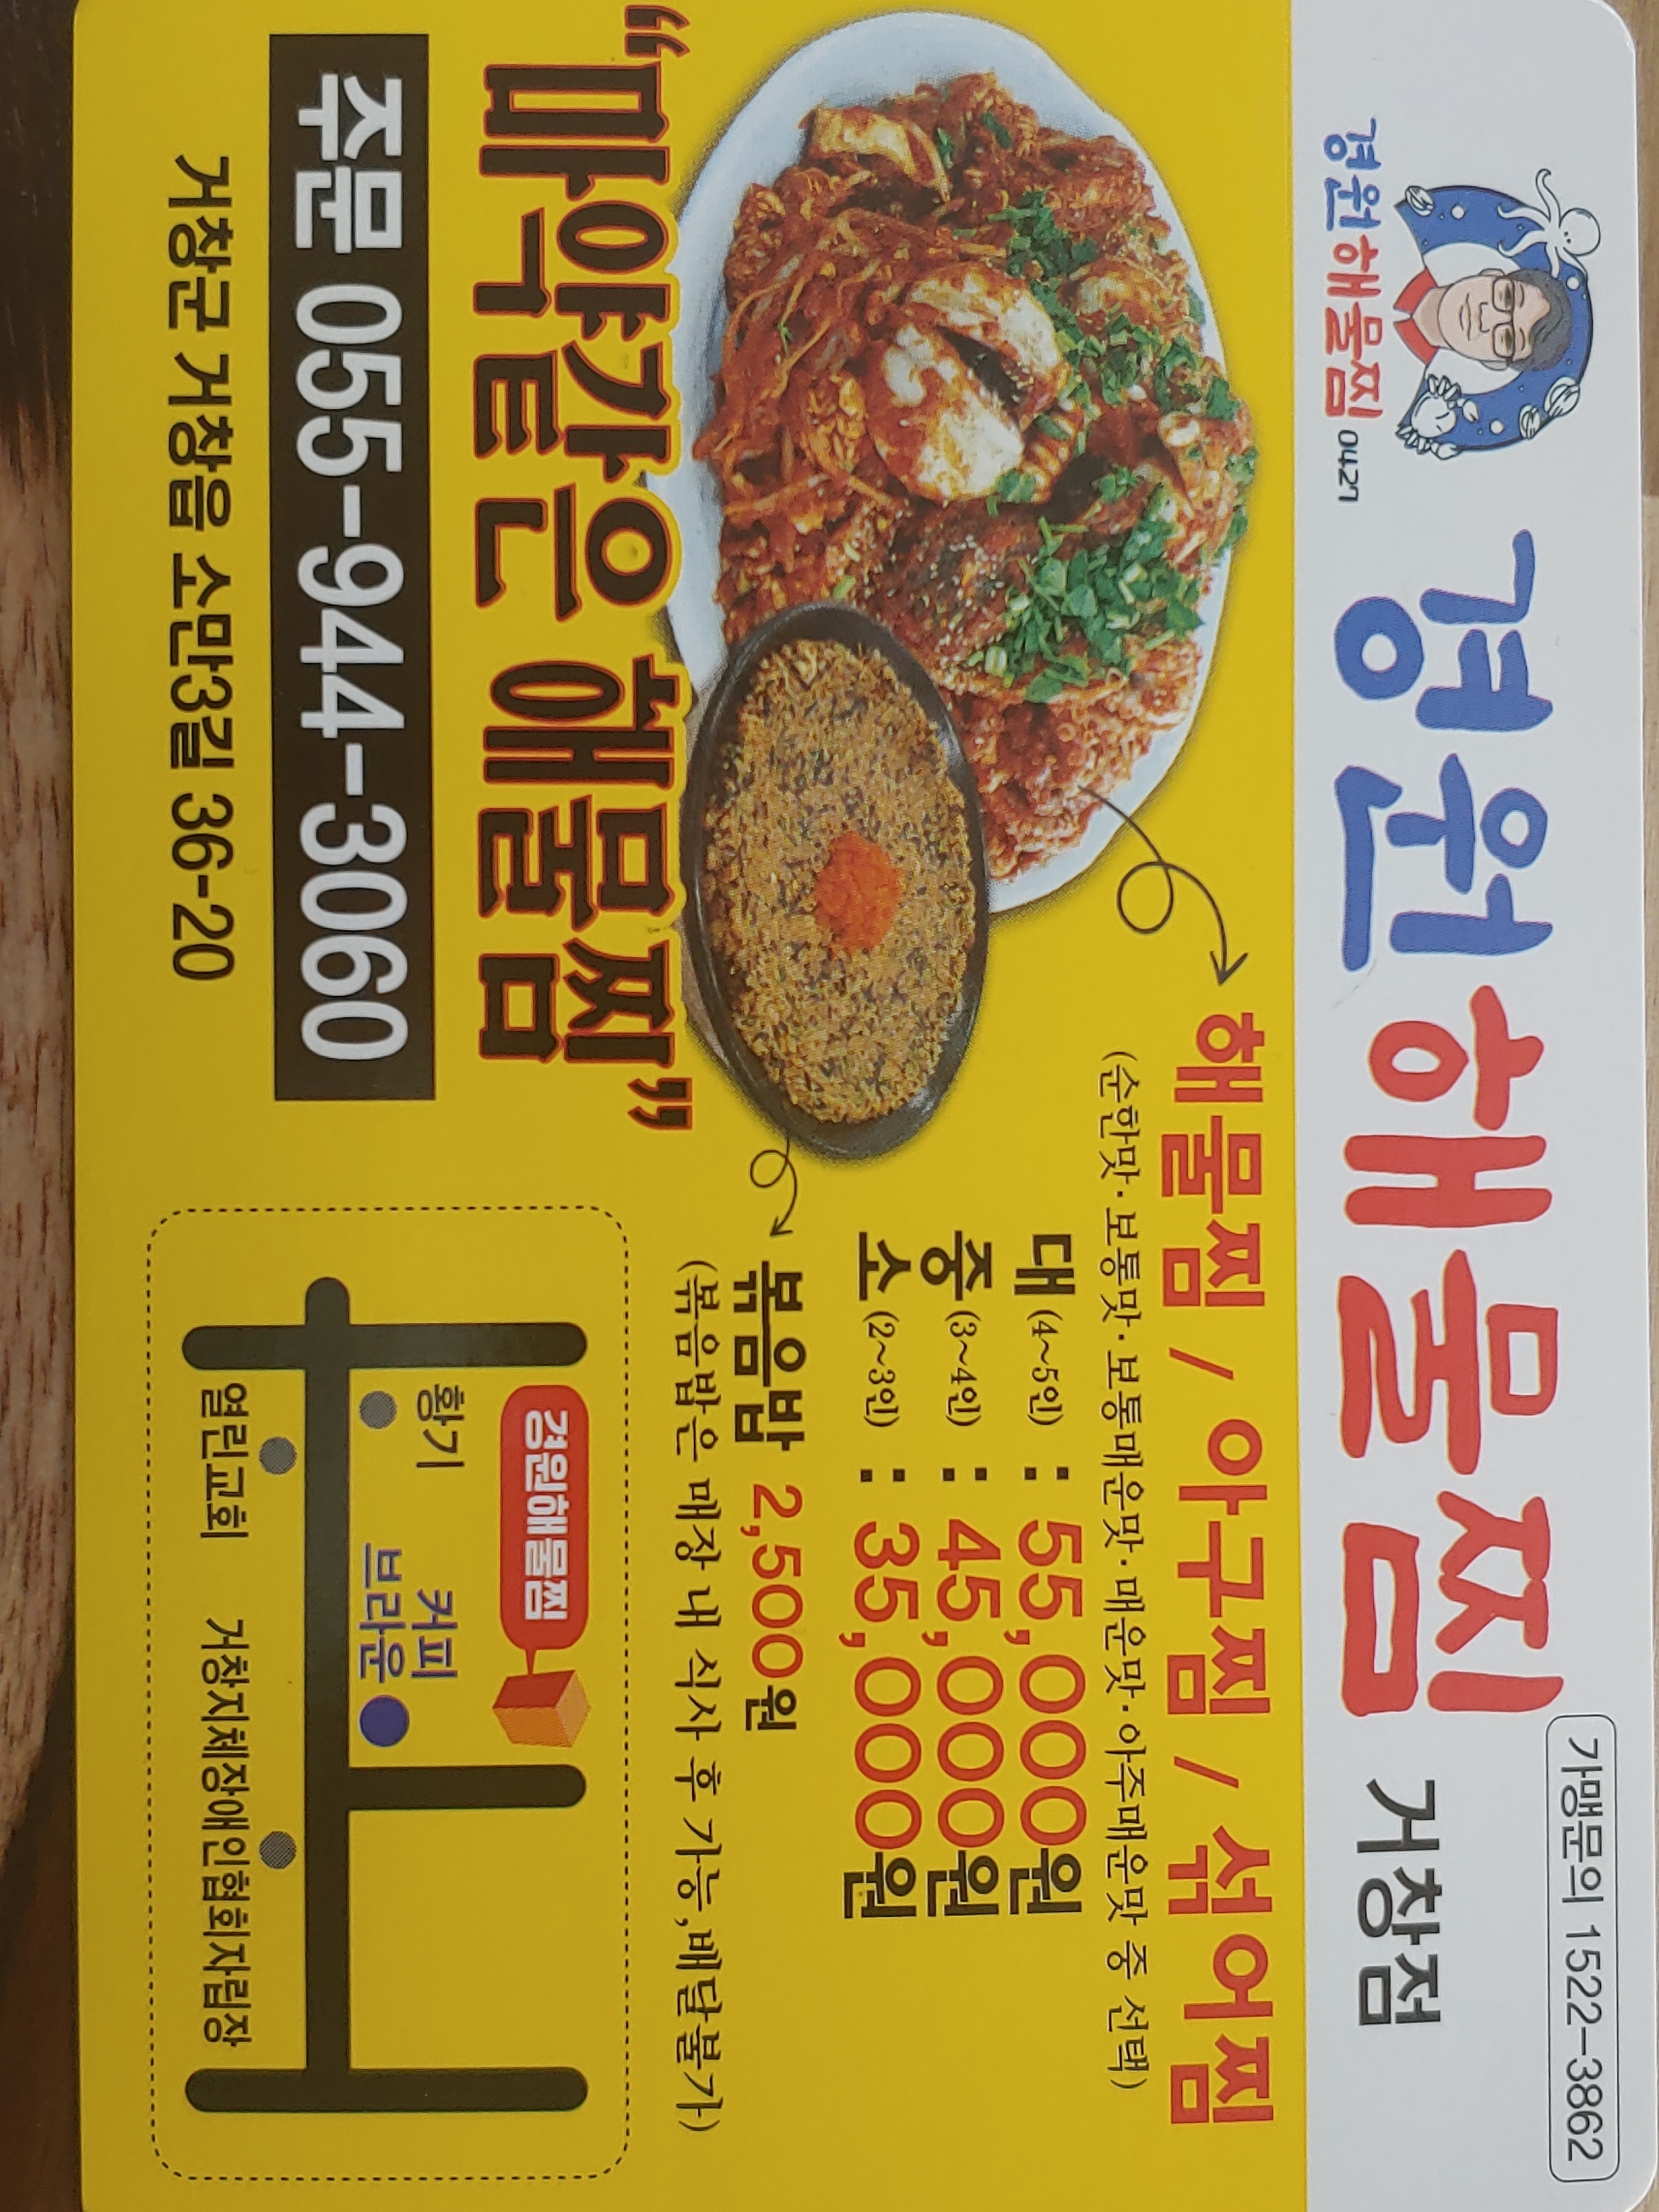 가맹문의 1522-3862
경원해물찜 0427
경원해물찜 거창점
해물찜 / 아구찜 / 섞어찜
(순한맛·보통맛·보통매운맛·매운맛·아주매운맛 중 선택)
대 (4~5인) : 55,000원
중 (3~4인) : 45,000원
소 (2~3인) : 35,000원
볶음밥 2,500원
(볶음밥은 매장 내 식사 후 가능,배달불가)
“마약같은 해물찜”
주문 055-944-3060
거창군 거창읍 소만3길 36-20
경원해물찜
황기
커피
브라운
열린교회
거창지체장애인협회자립장